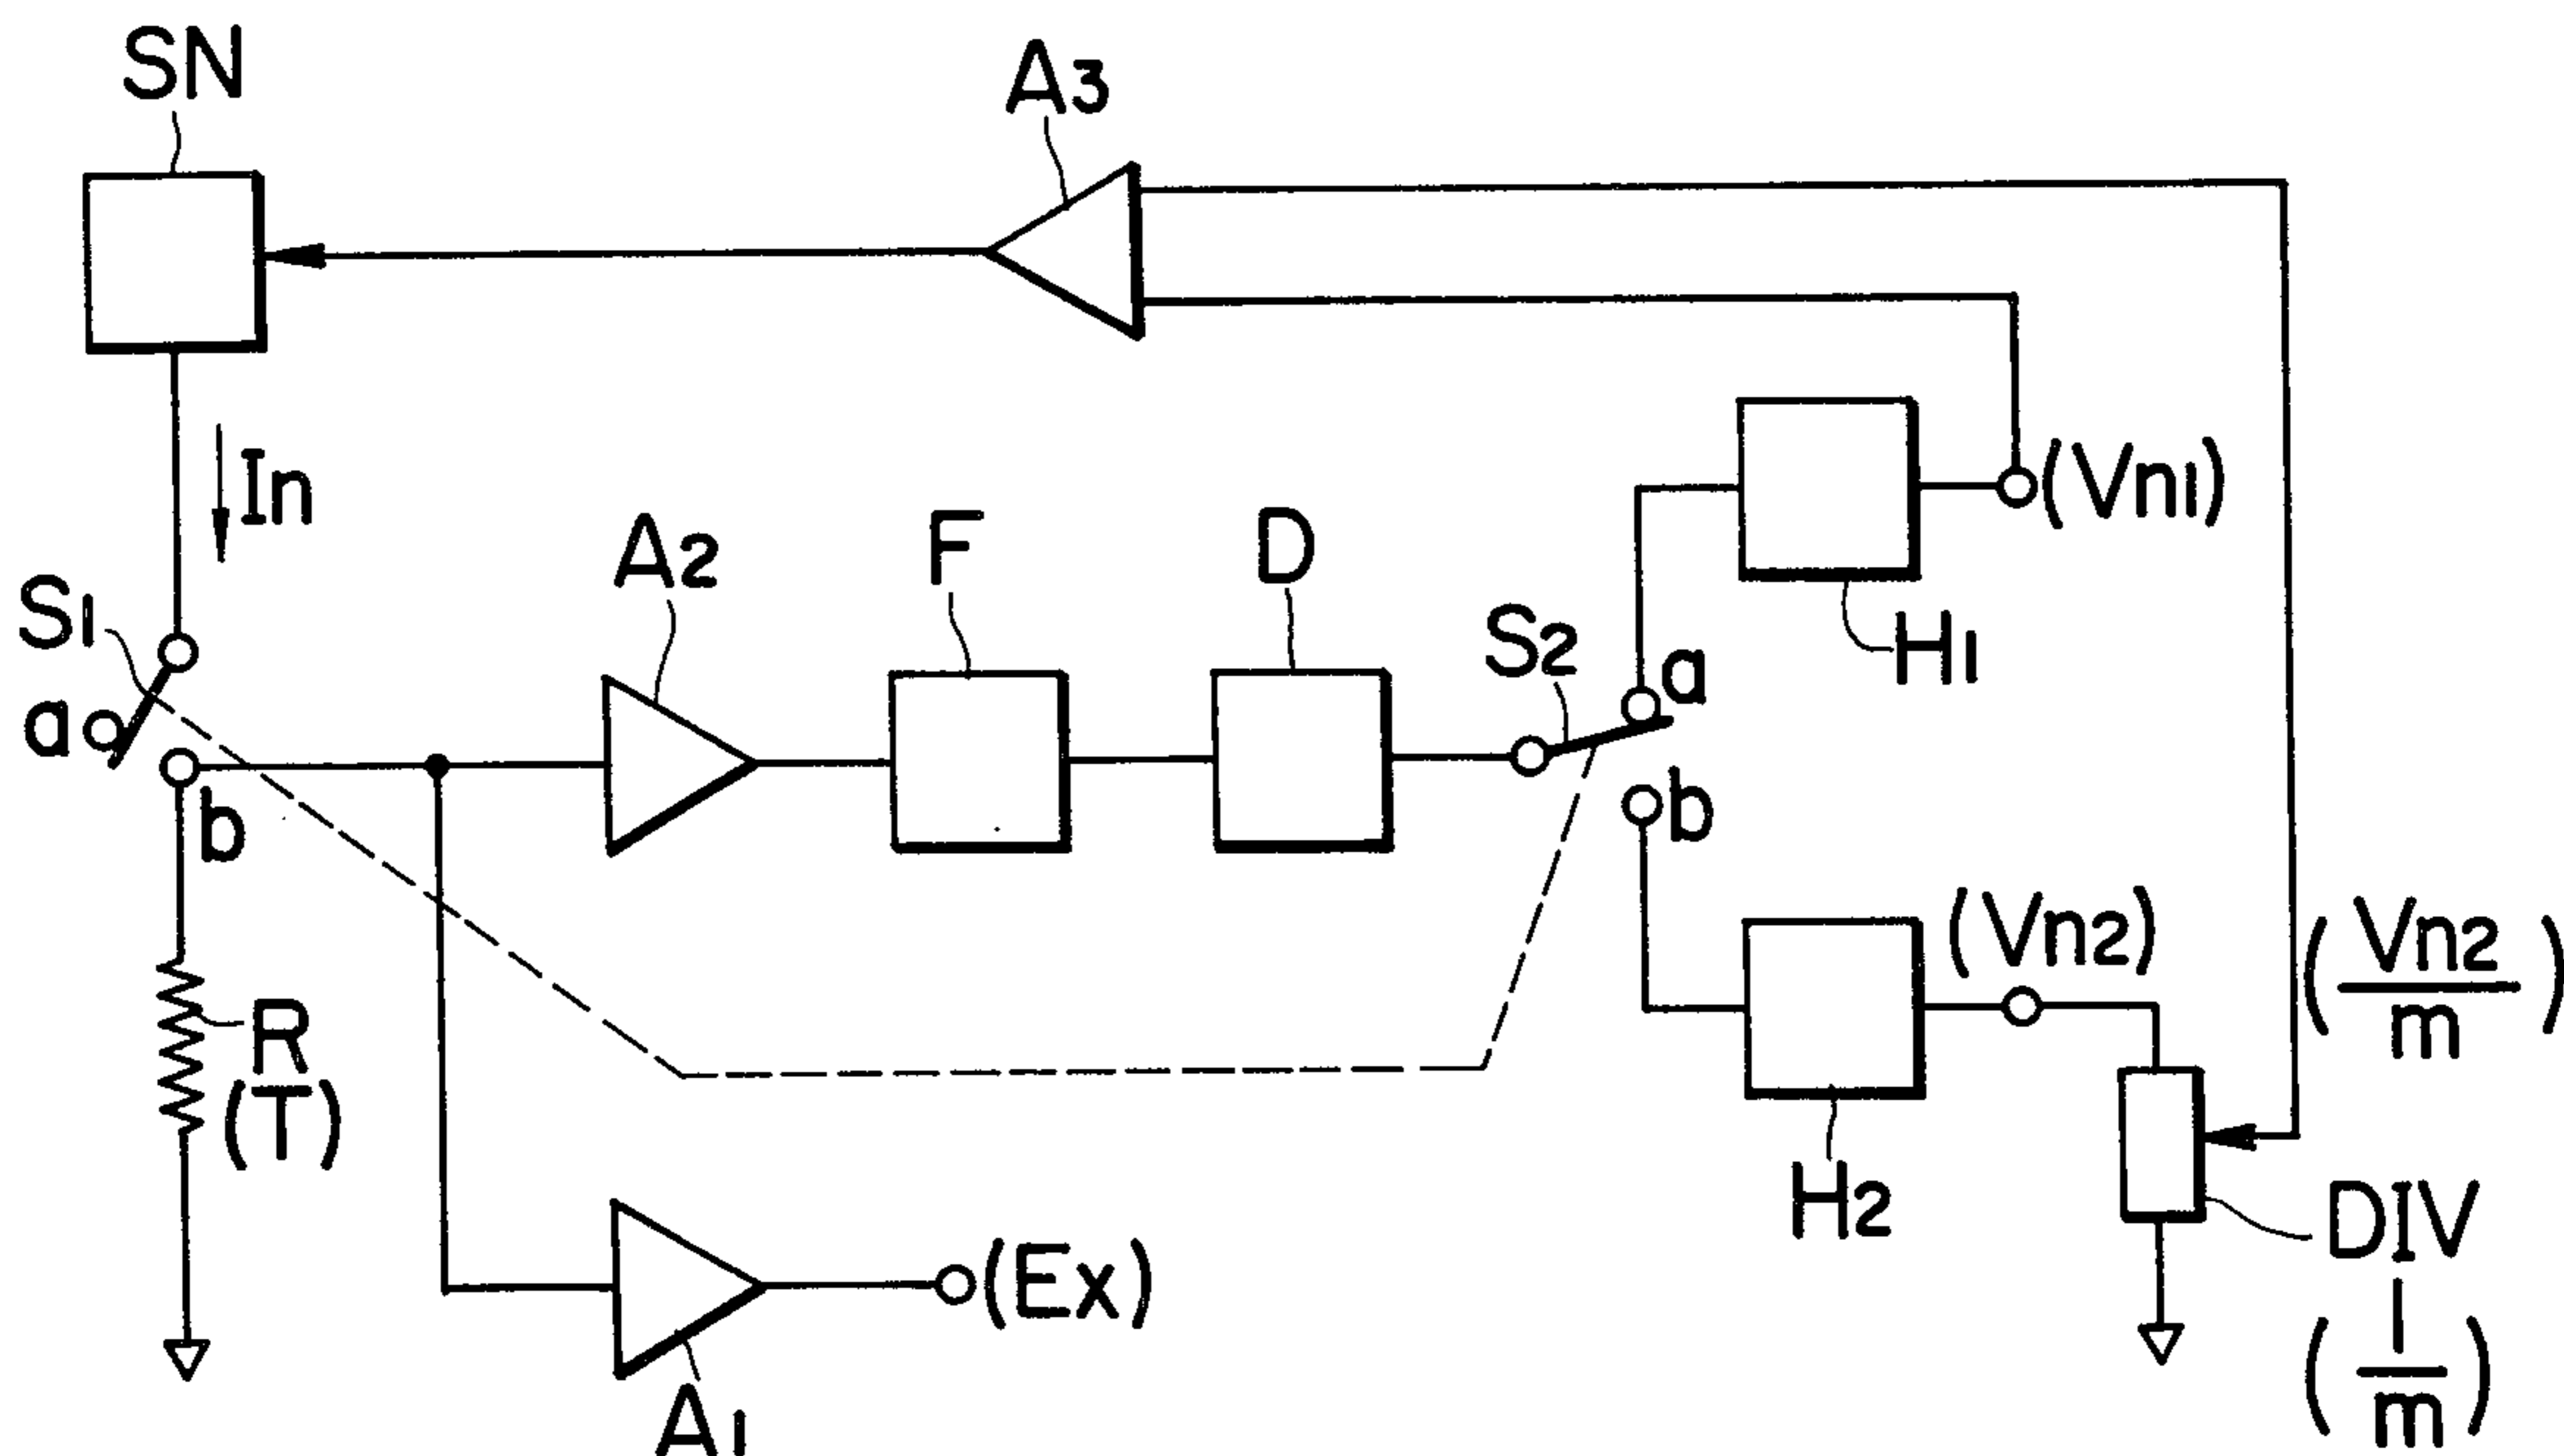 SN
A3
In
S1
a
b
A2
F
D
S2
a
b
(Vn1)
H1
(Vn2)
(Vn2/m)
H2
R
(T)
(Ex)
A1
DIV
(1/m)